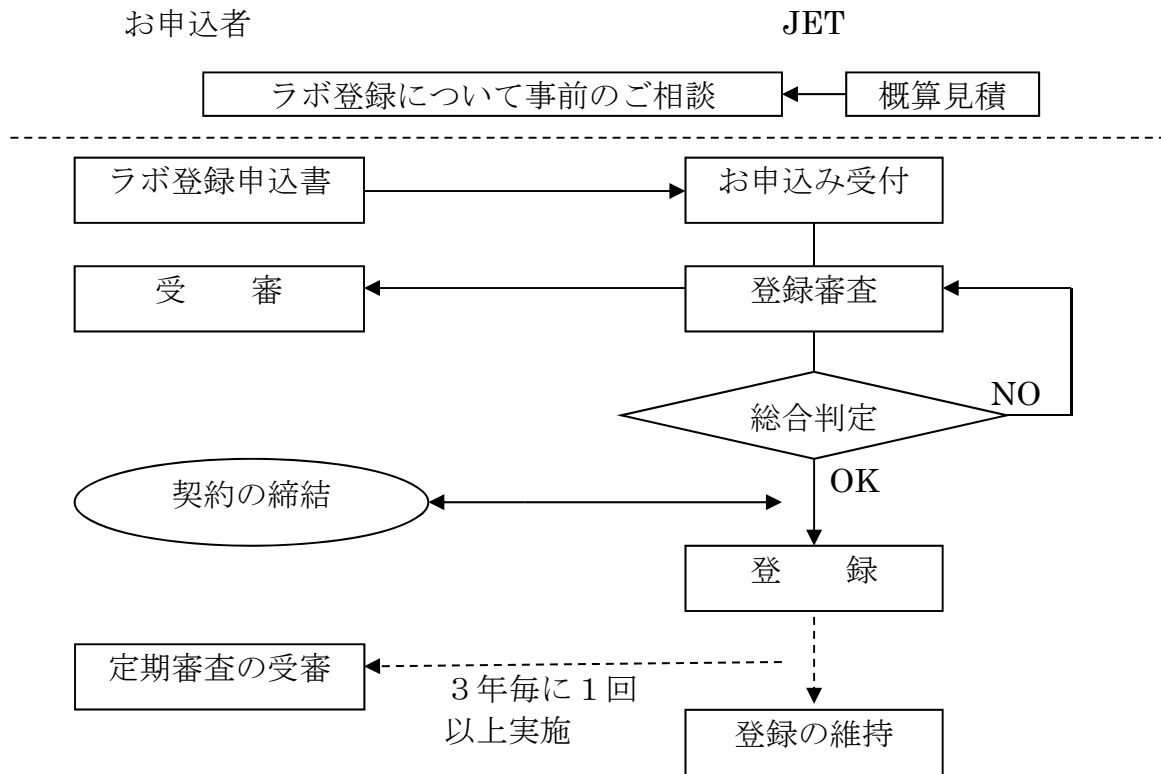 お申込者 JET
ラボ登録について事前のご相談 概算見積
ラボ登録申込書 お申込み受付
受　　審 登録審査
NO
総合判定
OK
契約の締結
登　　録
定期審査の受審
３年毎に１回
以上実施
登録の維持